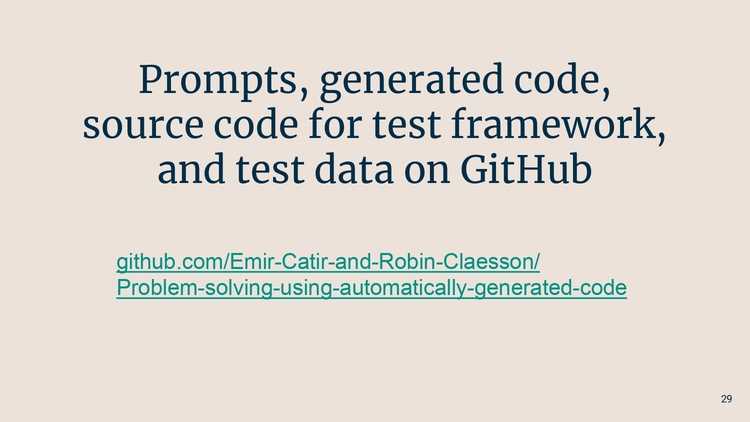 Prompts, generated code,
source code for test framework,
and test data on GitHub
github.com/Emir-Catir-and-Robin-Claesson/
Problem-solving-using-automatically-generated-code
29